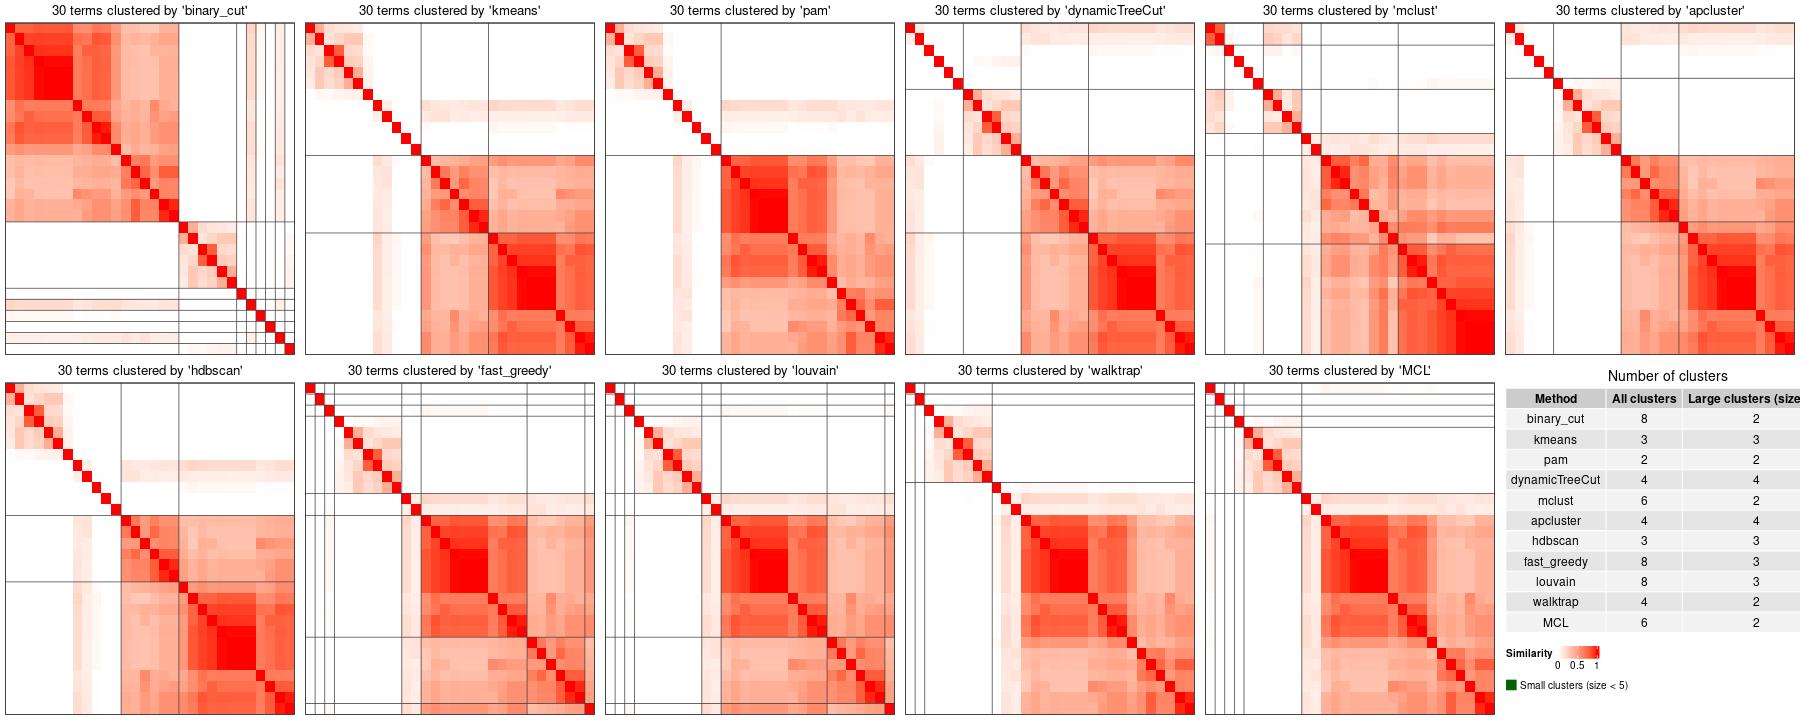 30 terms clustered by 'binary_cut'
30 terms clustered by 'kmeans'
30 terms clustered by 'pam'
30 terms clustered by 'dynamicTreeCut'
30 terms clustered by 'mclust'
30 terms clustered by 'apcluster'
30 terms clustered by 'hdbscan'
30 terms clustered by 'fast_greedy'
30 terms clustered by 'louvain'
30 terms clustered by 'walktrap'
30 terms clustered by 'MCL'
Number of clusters
Method All clusters Large clusters (size
binary_cut 8 2
kmeans 3 3
pam 2 2
dynamicTreeCut 4 4
mclust 6 2
apcluster 4 4
hdbscan 3 3
fast_greedy 8 3
louvain 8 3
walktrap 4 2
MCL 6 2
Similarity
0 0.5 1
Small clusters (size < 5)